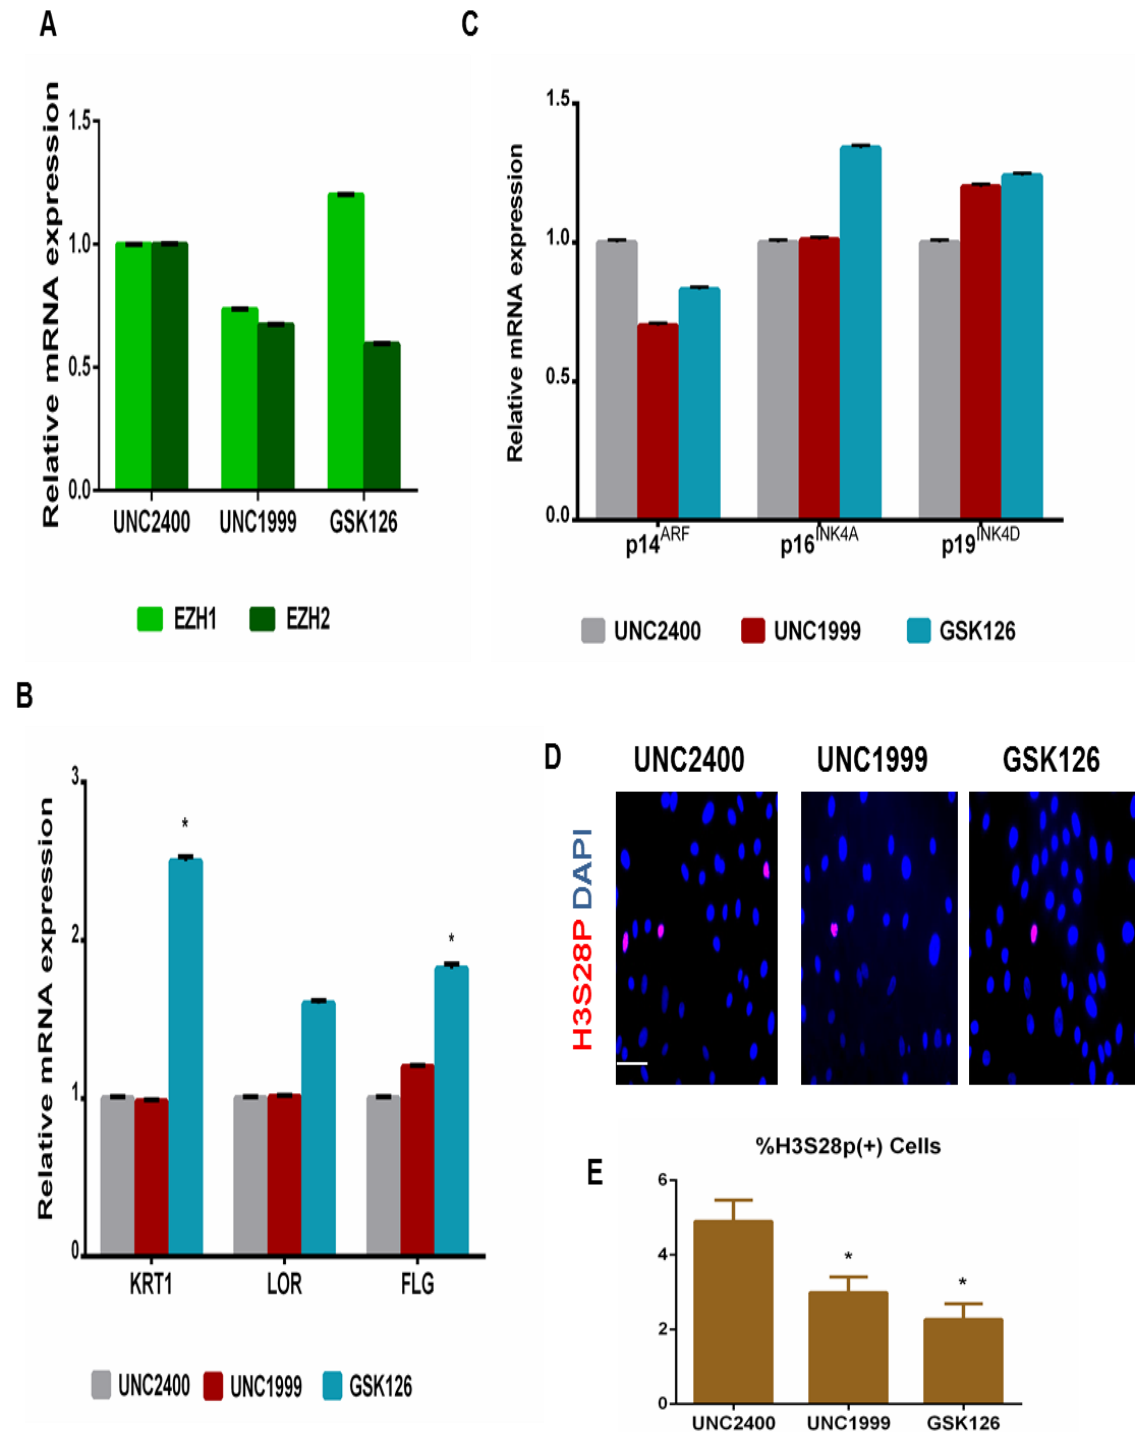 A
Relative mRNA expression
1.5
1.0
0.5
0.0
UNC2400 UNC1999 GSK126
EZH1 EZH2
C
Relative mRNA expression
1.5
1.0
0.5
0.0
p14ARF p16INK4A p19INK4D
UNC2400 UNC1999 GSK126
B
Relative mRNA expression
3
2
1
0
*
*
KRT1 LOR FLG
UNC2400 UNC1999 GSK126
D
UNC2400 UNC1999 GSK126
H3S28P DAPI
E
%H3S28p(+) Cells
6
4
2
0
*
*
UNC2400 UNC1999 GSK126